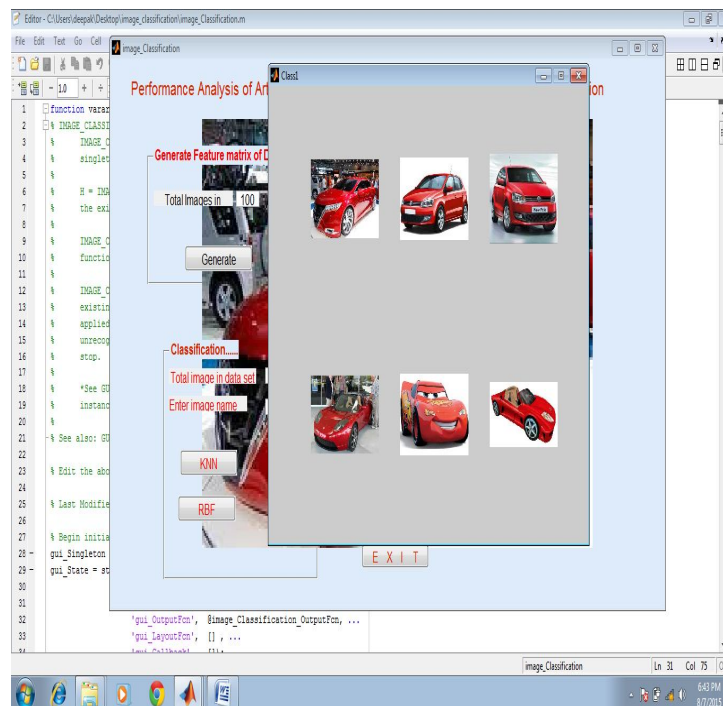 Editor - C:\Users\deepak\Desktop\image_classification\image_Classification.m
File Edit Text Go Cell
image_Classification
Class1
1.0
Performance Analysis of
Generate Feature matrix of
Total Images in 100
Generate
Classification......
Total image in data set
Enter image name
KNN
RBF
E X I T
1 function
2 % IMAGE_CLASSI
3 % IMAGE_C
4 % singlet
5 %
6 % H = IMA
7 % the exi
8 %
9 % IMAGE_C
10 % functio
11 %
12 % IMAGE_C
13 % existin
14 % applied
15 % unrecog
16 % stop.
17 %
18 % *See GU
19 % instanc
20 %
21 % See also: GU
22
23 % Edit the abo
24
25 % Last Modifie
26
27 % Begin initia
28 - gui_Singleton
29 - gui_State = st
30
31
32 'gui_OutputFcn', @image_Classification_OutputFcn, ...
33 'gui_LayoutFcn', [] , ...
image_Classification Ln 31 Col 75
6:43 PM
8/7/2015